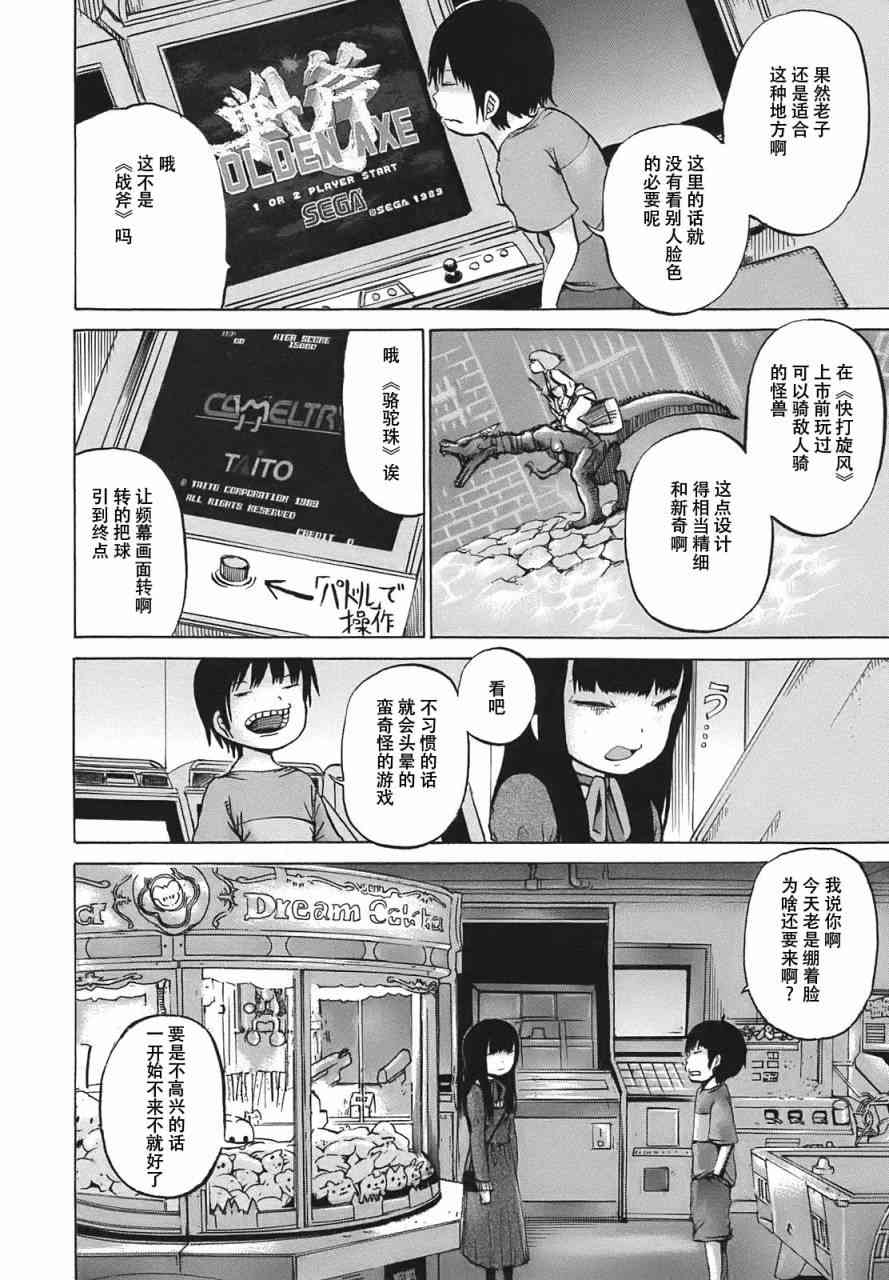 果然老子
还是适合
这种地方啊
这里的话就
没有看别人脸色
的必要呢
战斧
GOLDEN AXE
1 OR 2 PLAYER START
SEGA
©SEGA 1989
哦
这不是
《战斧》吗
在《快打旋风》
上市前玩过
可以骑敌人骑
的怪兽
这点设计
得相当精细
和新奇啊
HIGH SCORE
CAMELTRY
TAITO
© TAITO CORPORATION 1989
ALL RIGHTS RESERVED
CREDIT 0
哦
《骆驼珠》诶
让频幕画面转啊
转的把球
引到终点
←「パドル」で
操作
う…
看吧
不习惯的话
就会头晕的
蛮奇怪的游戏
我说你啊
今天老是绷着脸
为啥还要来啊？
Dream
要是不高兴的话
一开始不来不就好了